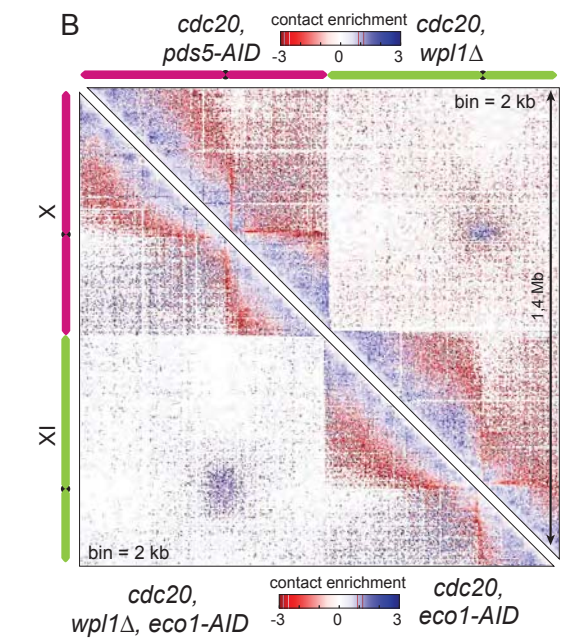 B
cdc20,
pds5-AID
contact enrichment
-3 0 3
cdc20,
wpl1Δ
bin = 2 kb
X
1,4 Mb
XI
bin = 2 kb
cdc20,
wpl1Δ, eco1-AID
contact enrichment
-3 0 3
cdc20,
eco1-AID